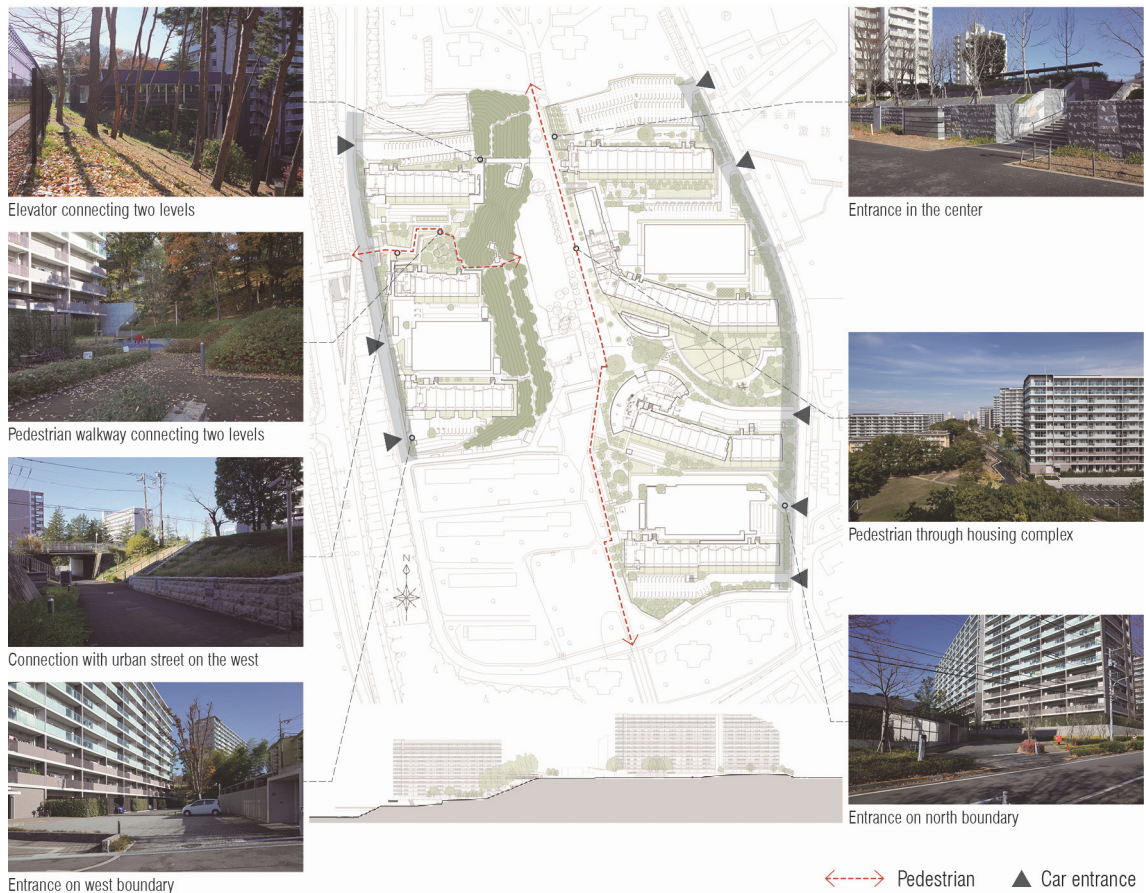 Elevator connecting two levels
Pedestrian walkway connecting two levels
Connection with urban street on the west
Entrance on west boundary
N
Entrance in the center
Pedestrian through housing complex
Entrance on north boundary
Pedestrian
Car entrance